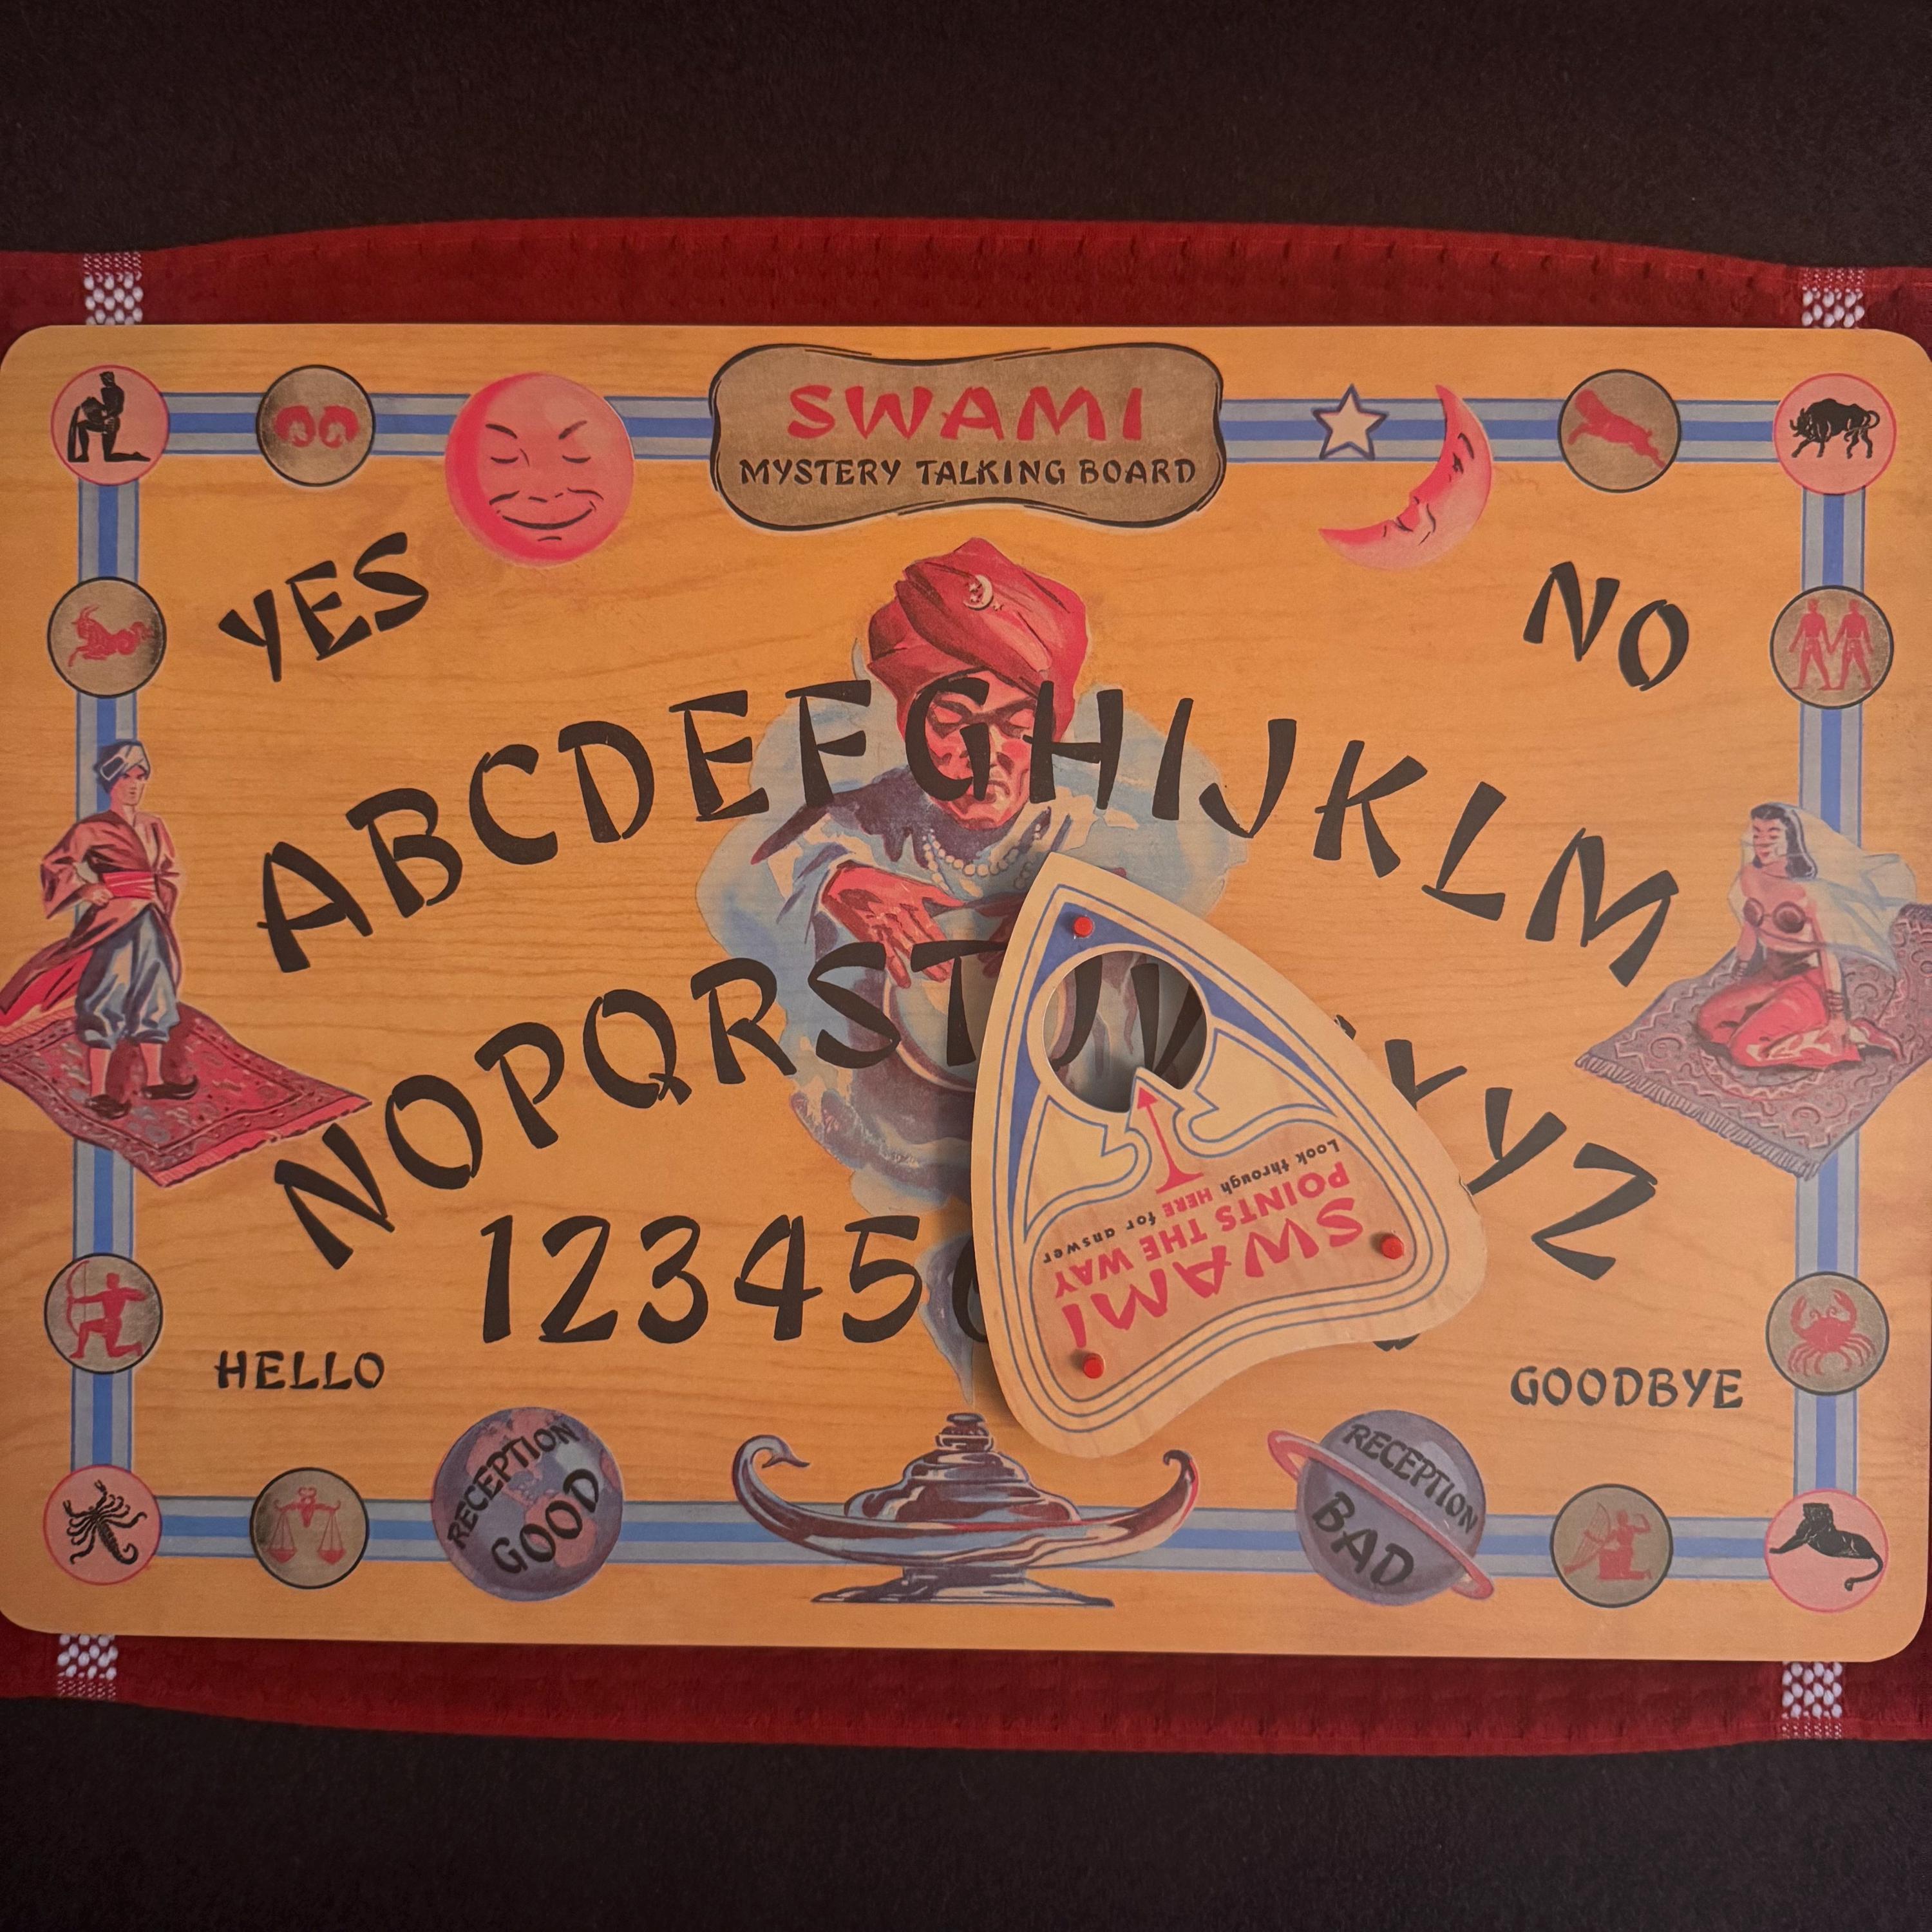 SWAMI
MYSTERY TALKING BOARD
YES
NO
ABCDEFGHIJKLM
NOPQRSTUV
YZ
12345
HELLO
GOODBYE
RECEPTION
GOOD
RECEPTION
BAD
SWAMI
POINTS THE WAY
Look through HERE for answer